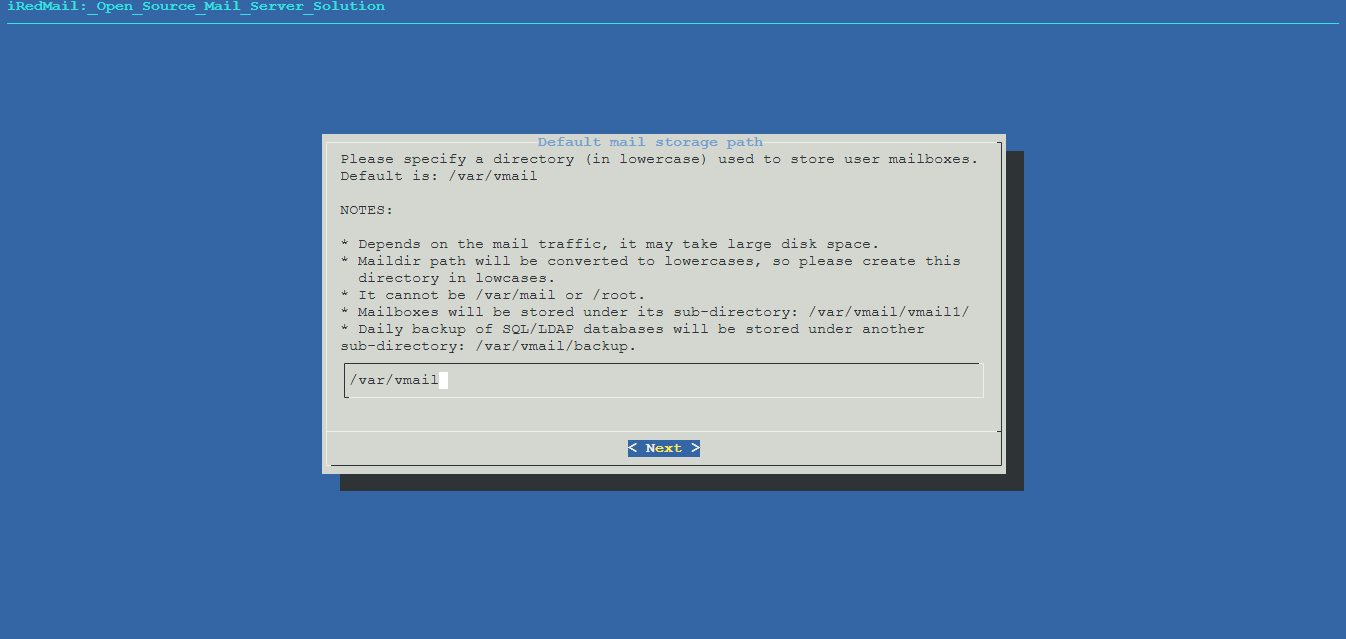 iRedMail:_Open_Source_Mail_Server_Solution
Default mail storage path
Please specify a directory (in lowercase) used to store user mailboxes.
Default is: /var/vmail
NOTES:
* Depends on the mail traffic, it may take large disk space.
* Maildir path will be converted to lowercases, so please create this
directory in lowcases.
* It cannot be /var/mail or /root.
* Mailboxes will be stored under its sub-directory: /var/vmail/vmail1/
* Daily backup of SQL/LDAP databases will be stored under another
sub-directory: /var/vmail/backup.
/var/vmail
< Next >